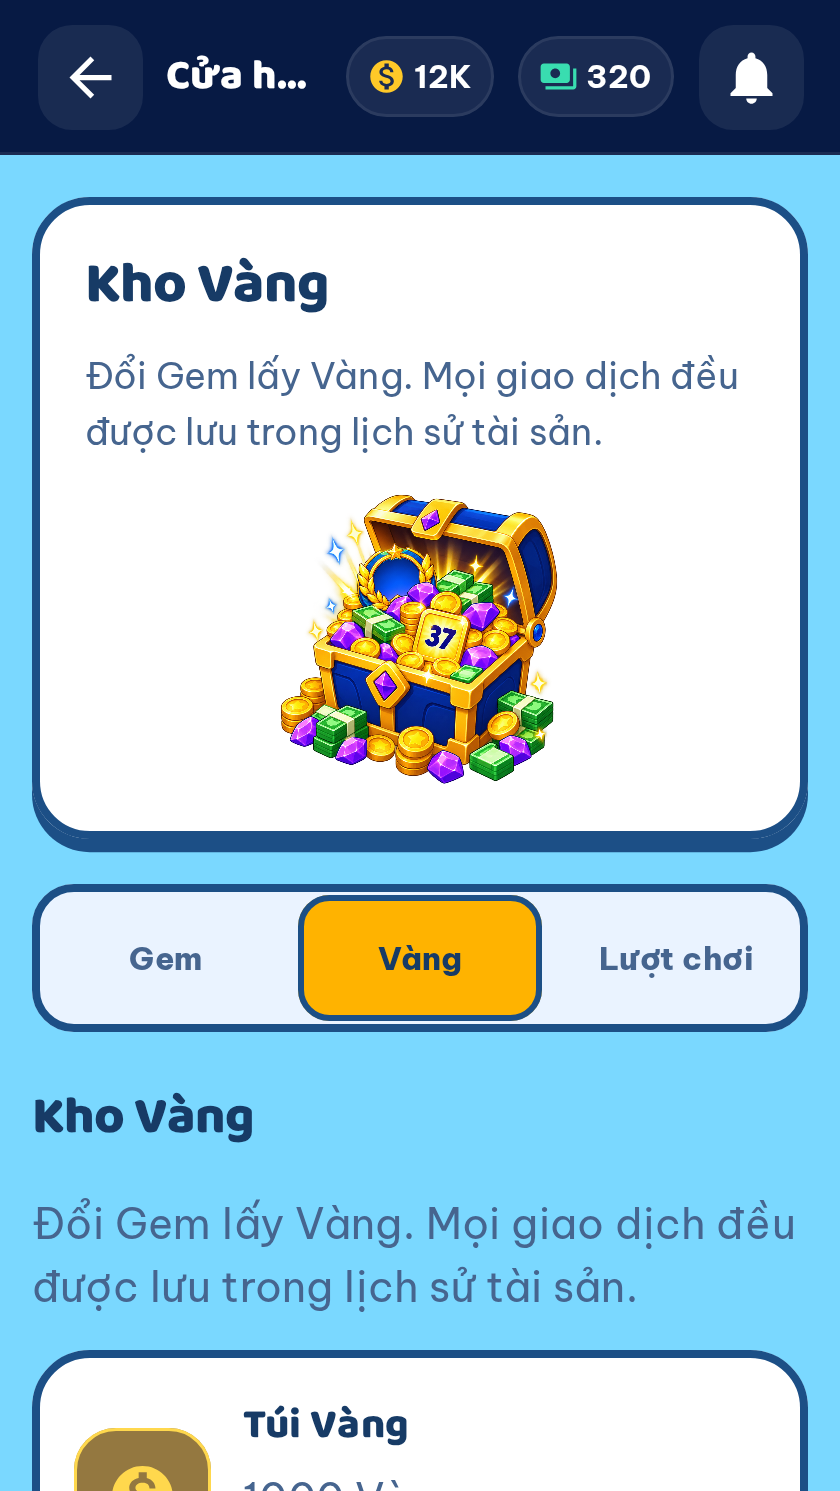 Cửa h...
12K
320
Kho Vàng
Đổi Gem lấy Vàng. Mọi giao dịch đều
được lưu trong lịch sử tài sản.
37
Gem
Vàng
Lượt chơi
Kho Vàng
Đổi Gem lấy Vàng. Mọi giao dịch đều
được lưu trong lịch sử tài sản.
Túi Vàng